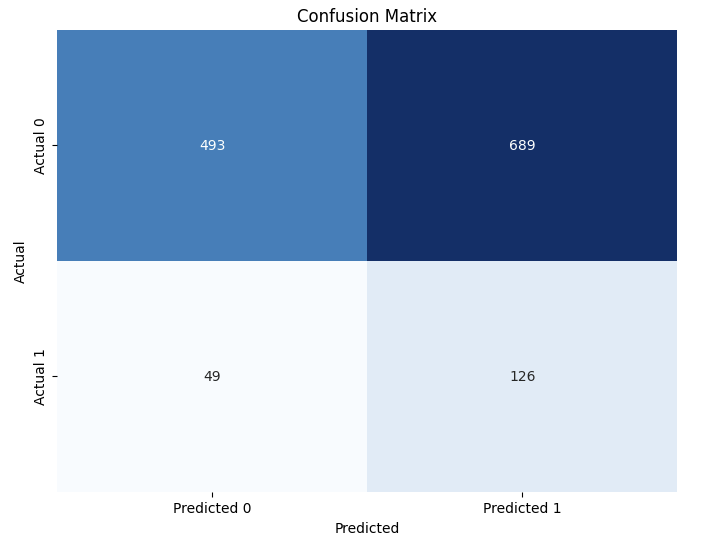 Confusion Matrix
Actual
Actual 0
493
689
Actual 1
49
126
Predicted 0
Predicted 1
Predicted